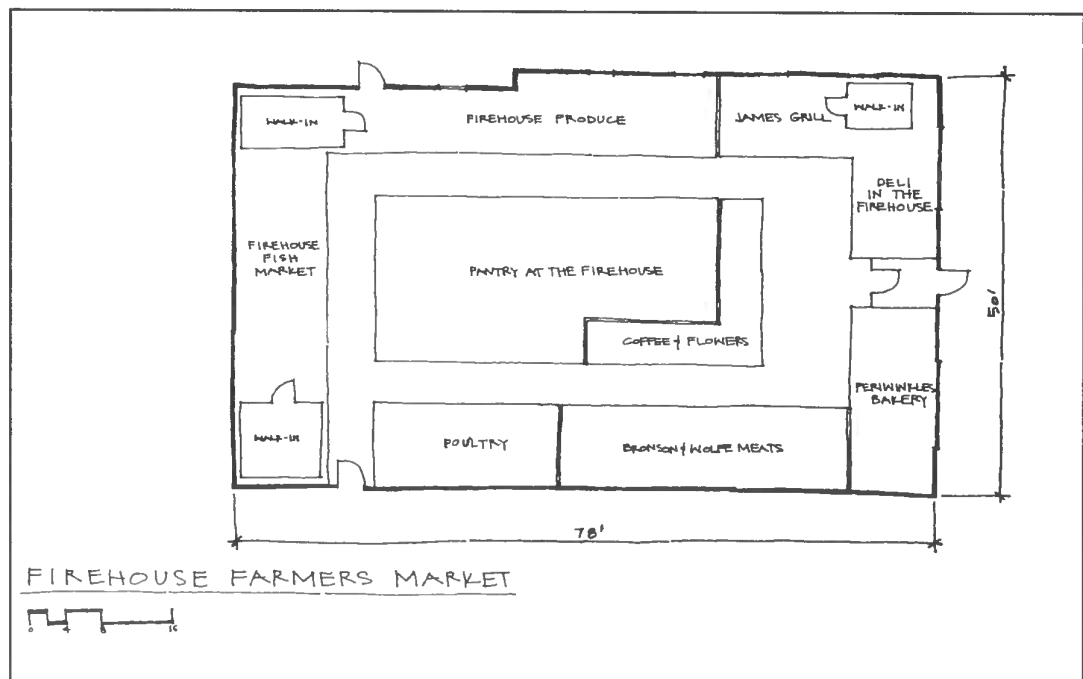 WALK-IN
FIREHOUSE PRODUCE
JAMES GRILL
WALK-IN
DELI
IN THE
FIREHOUSE
FIREHOUSE
FISH
MARKET
PANTRY AT THE FIREHOUSE
COFFEE & FLOWERS
50'
PERIWINKLES
BAKERY
WALK-IN
POULTRY
BRONSON & WOLFE MEATS
78'
FIREHOUSE FARMERS MARKET
0 4 8 16